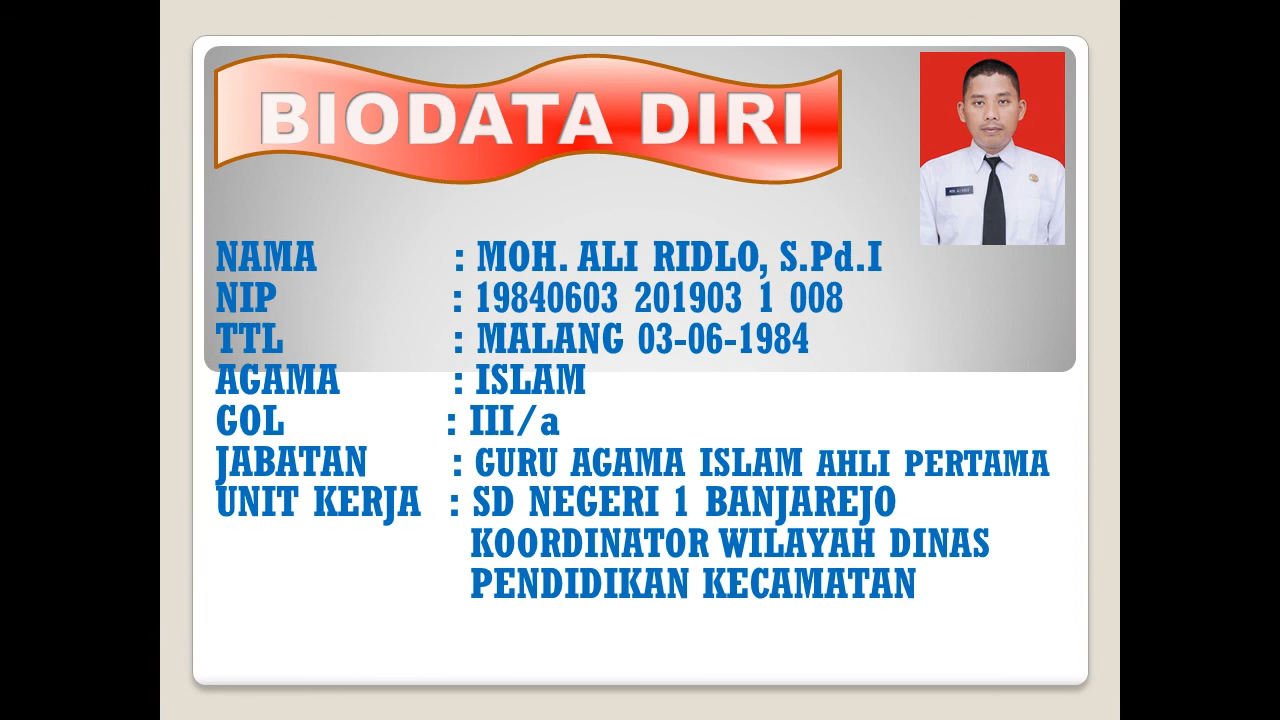 BIODATA DIRI
NAMA : MOH. ALI RIDLO, S.Pd.I
NIP : 19840603 201903 1 008
TTL : MALANG 03-06-1984
AGAMA : ISLAM
GOL : III/a
JABATAN : GURU AGAMA ISLAM AHLI PERTAMA
UNIT KERJA : SD NEGERI 1 BANJAREJO
KOORDINATOR WILAYAH DINAS
PENDIDIKAN KECAMATAN